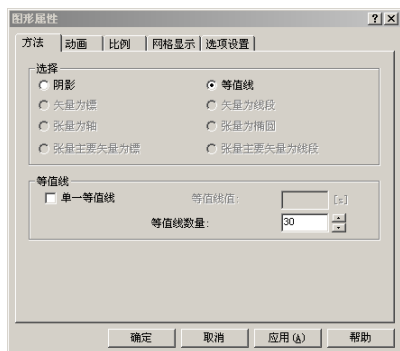 图形属性
方法 动画 比例 网格显示 选项设置
选择
阴影 等值线
矢量为镖 矢量为线段
张量为轴 张量为椭圆
张量主要矢量为镖 张量主要矢量为线段
等值线
单一等值线 等值线值: [s]
等值线数量: 30
确定 取消 应用(A) 帮助